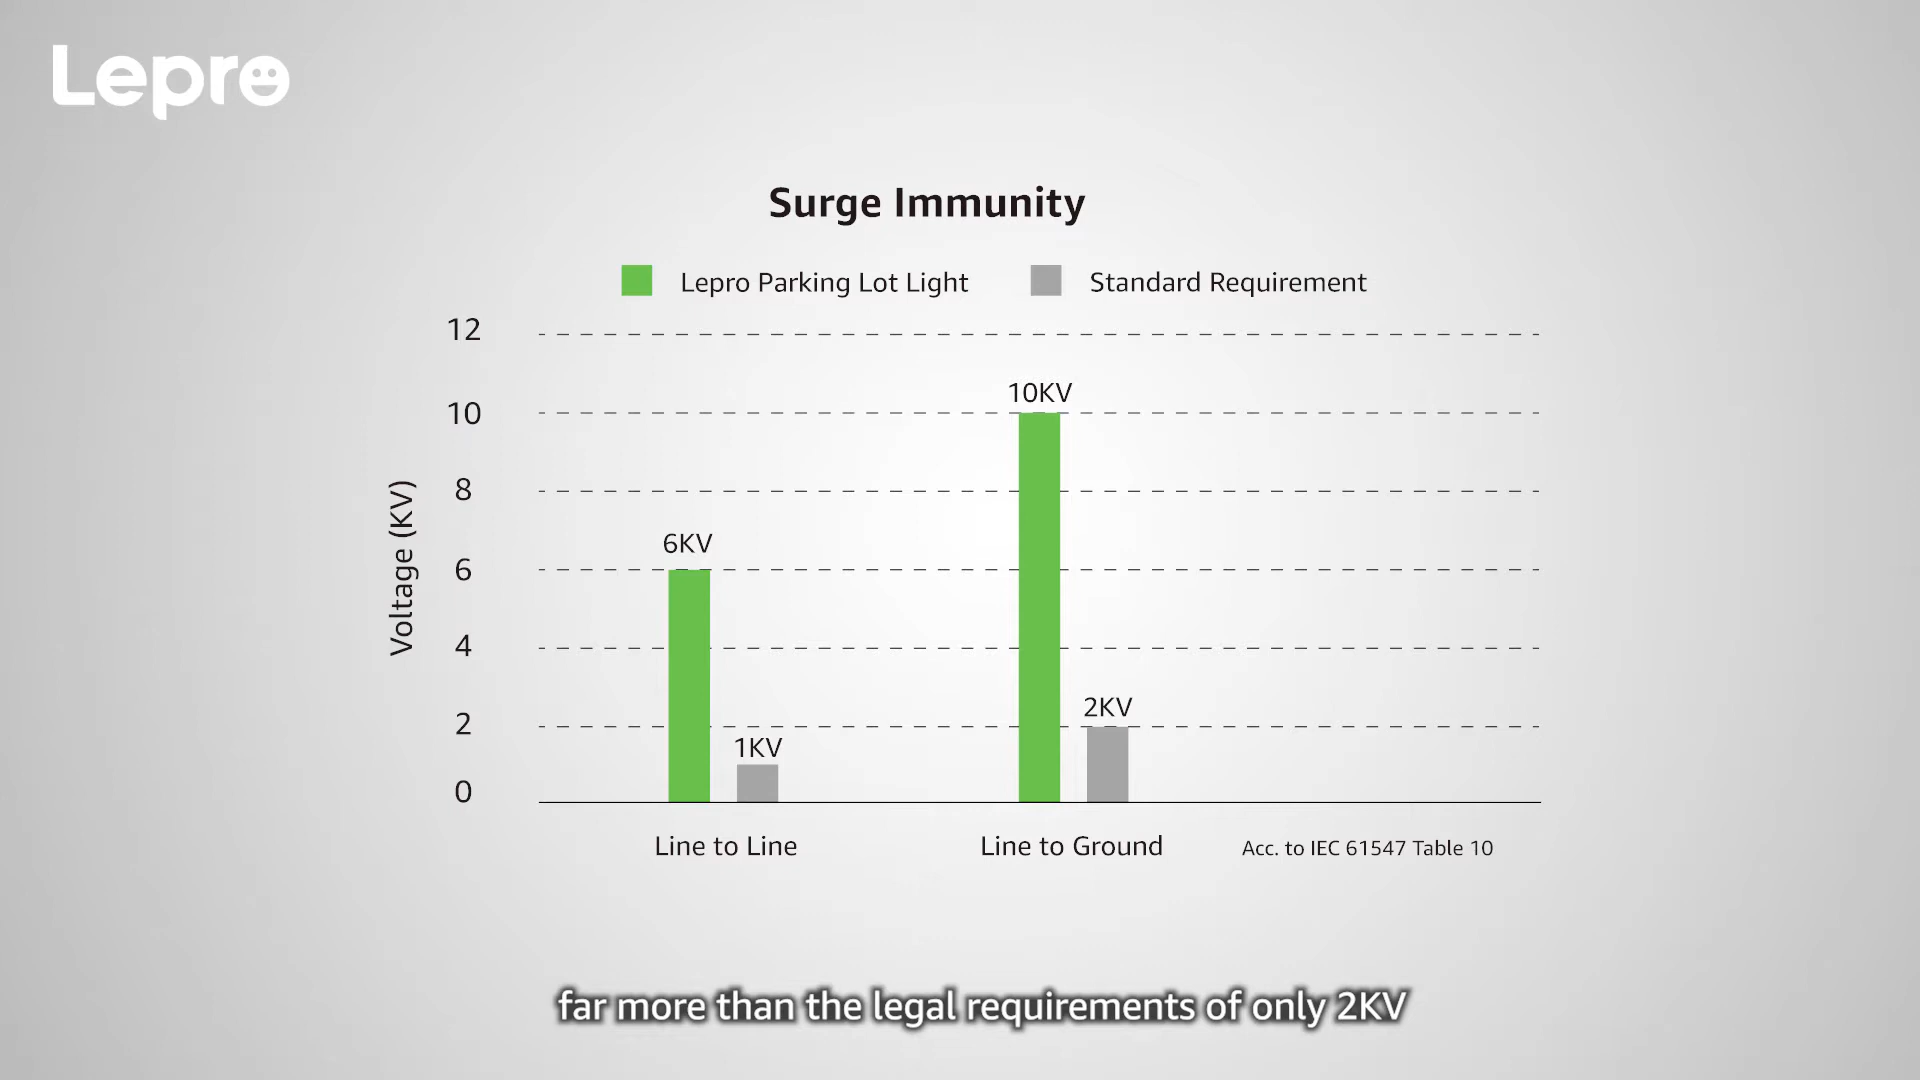 Lepro
Surge Immunity
Lepro Parking Lot Light
Standard Requirement
12
10
8
6
4
2
0
Voltage (KV)
6KV
1KV
10KV
2KV
Line to Line
Line to Ground
Acc. to IEC 61547 Table 10
far more than the legal requirements of only 2KV